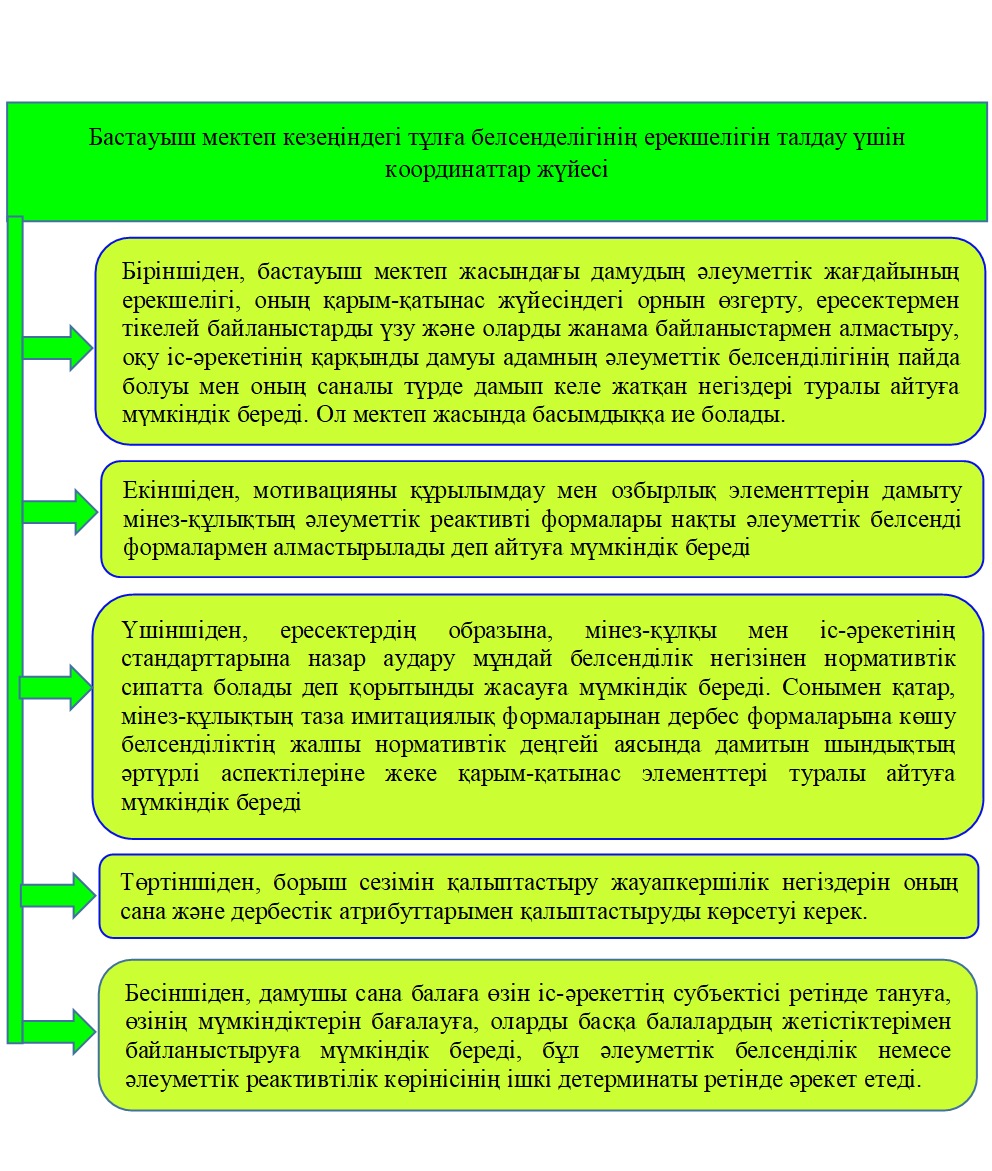 Бастауыш мектеп кезеңіндегі тұлға белсенделігінің ерекшелігін талдау үшін
координаттар жүйесі
Біріншіден, бастауыш мектеп жасындағы дамудың әлеуметтік жағдайының
ерекшелігі, оның қарым-қатынас жүйесіндегі орнын өзгерту, ересектермен
тікелей байланыстарды үзу және оларды жанама байланыстармен алмастыру,
оқу іс-әрекетінің қарқынды дамуы адамның әлеуметтік белсенділігінің пайда
болуы мен оның саналы түрде дамып келе жатқан негіздері туралы айтуға
мүмкіндік береді. Ол мектеп жасында басымдыққа ие болады.
Екіншіден, мотивацияны құрылымдау мен озбырлық элементтерін дамыту
мінез-құлықтың әлеуметтік реактивті формалары нақты әлеуметтік белсенді
формалармен алмастырылады деп айтуға мүмкіндік береді
Үшіншіден, ересектердің образына, мінез-құлқы мен іс-әрекетінің
стандарттарына назар аудару мұндай белсенділік негізінен нормативтік
сипатта болады деп қорытынды жасауға мүмкіндік береді. Сонымен қатар,
мінез-құлықтың таза имитациялық формаларынан дербес формаларына көшу
белсенділіктің жалпы нормативтік деңгейі аясында дамитын шындықтың
әртүрлі аспектілеріне жеке қарым-қатынас элементтері туралы айтуға
мүмкіндік береді
Төртіншіден, борыш сезімін қалыптастыру жауапкершілік негіздерін оның
сана және дербестік атрибуттарымен қалыптастыруды көрсетуі керек.
Бесіншіден, дамушы сана балаға өзін іс-әрекеттің субъектісі ретінде тануға,
өзінің мүмкіндіктерін бағалауға, оларды басқа балалардың жетістіктерімен
байланыстыруға мүмкіндік береді, бұл әлеуметтік белсенділік немесе
әлеуметтік реактивтілік көрінісінің ішкі детерминаты ретінде әрекет етеді.